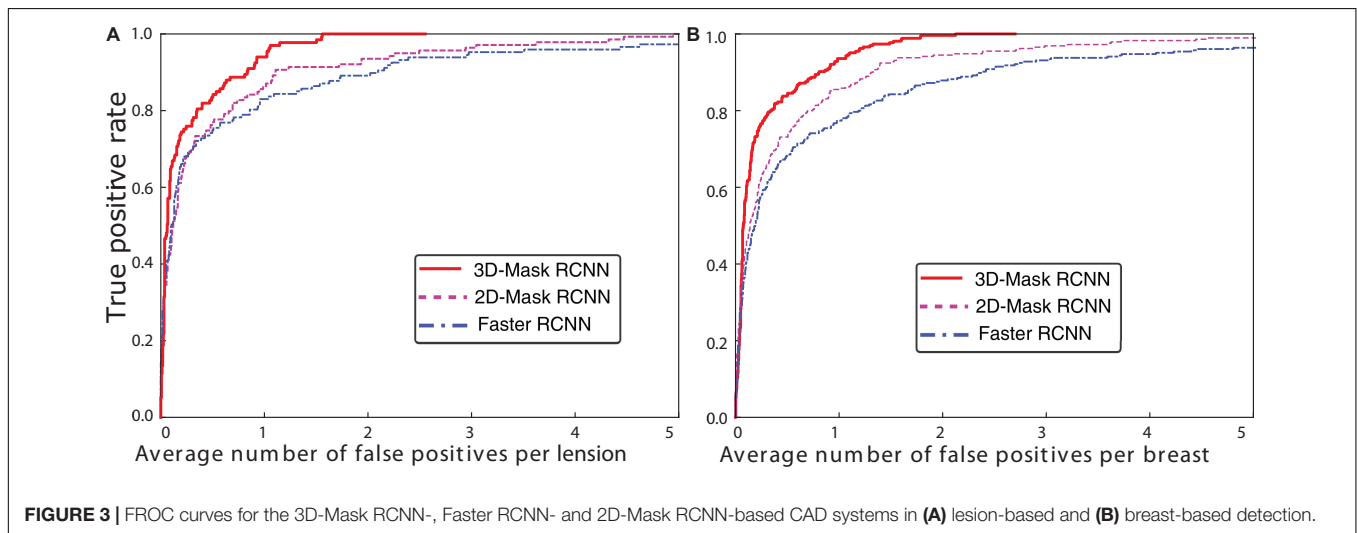 A
B
1.0
0.8
0.6
0.4
0.2
0.0
True positive rate
3D-Mask RCNN
2D-Mask RCNN
Faster RCNN
0 1 2 3 4 5
Average number of false positives per lension
1.0
0.8
0.6
0.4
0.2
0.0
3D-Mask RCNN
2D-Mask RCNN
Faster RCNN
0 1 2 3 4 5
Average number of false positives per breast
FIGURE 3 | FROC curves for the 3D-Mask RCNN-, Faster RCNN- and 2D-Mask RCNN-based CAD systems in (A) lesion-based and (B) breast-based detection.